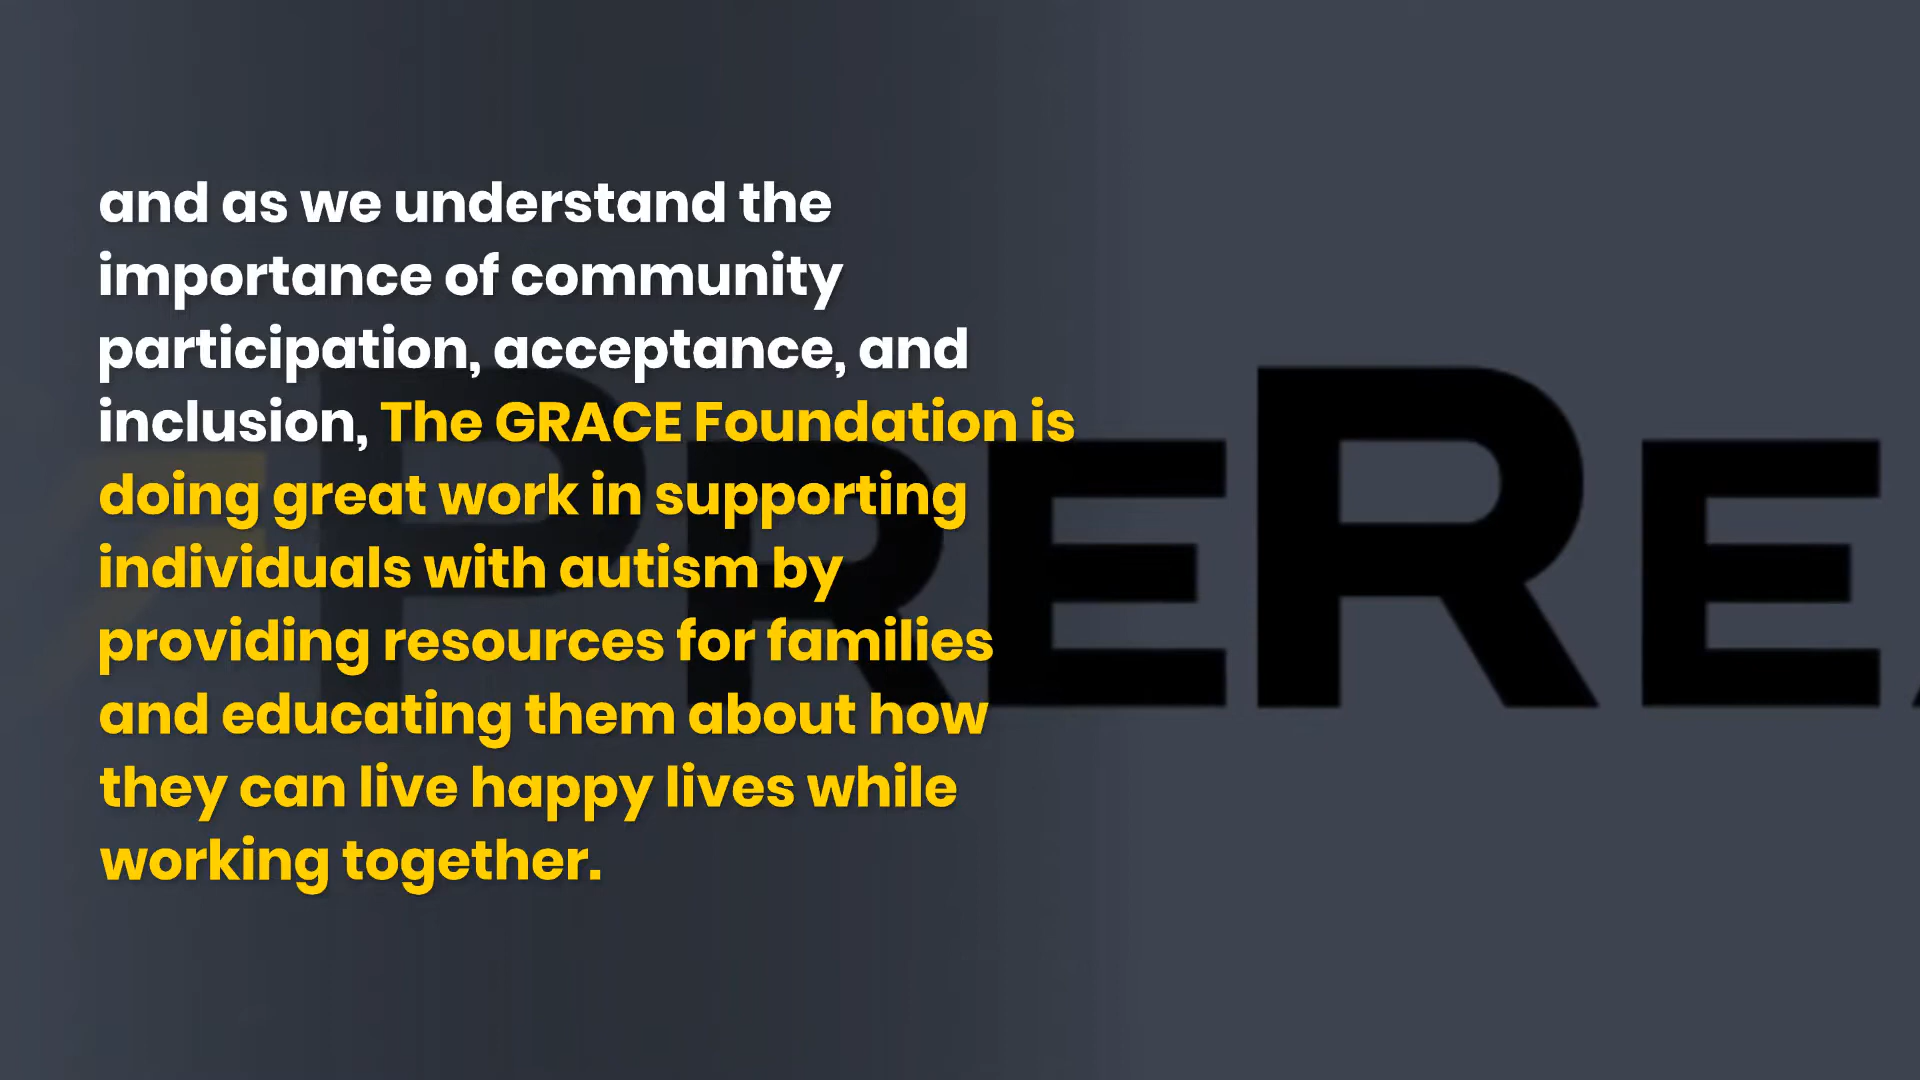 and as we understand the
importance of community
participation, acceptance, and
inclusion, The GRACE Foundation is
doing great work in supporting
individuals with autism by
providing resources for families
and educating them about how
they can live happy lives while
working together.
PRERE